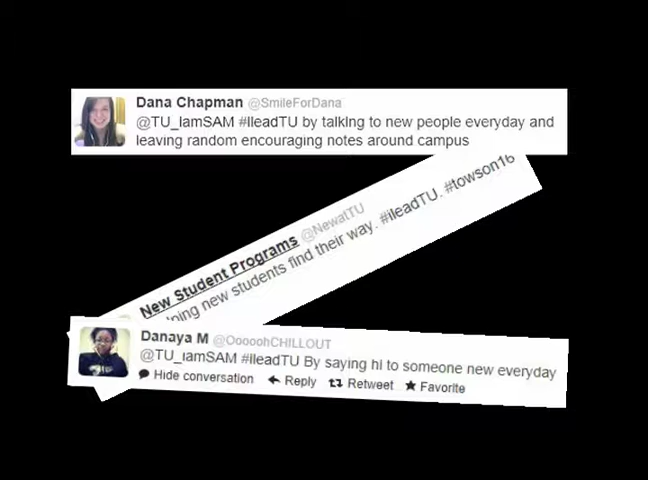 Dana Chapman @SmileForDana
@TU_iamSAM #ileadTU by talking to new people everyday and
leaving random encouraging notes around campus
New Student Programs @NewatTU
new students find their way. #ileadTU. #towson16
Danaya M @OoooohCHILLOUT
@TU_iamSAM #ileadTU By saying hi to someone new everyday
Hide conversation Reply Retweet Favorite